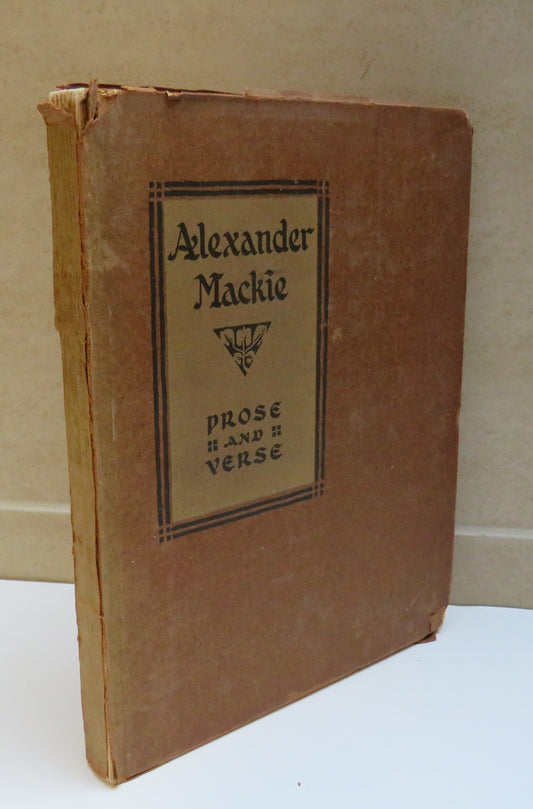 Alexander
Mackie
PROSE
AND
VERSE